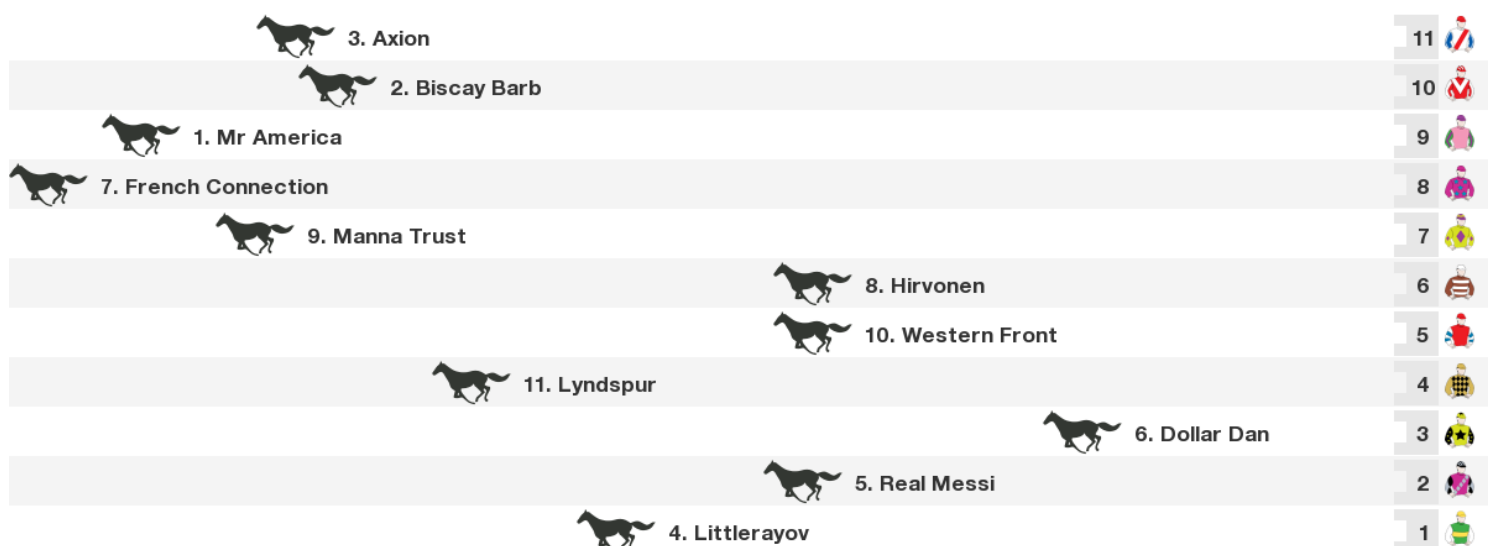 3. Axion 11
2. Biscay Barb 10
1. Mr America 9
7. French Connection 8
9. Manna Trust 7
8. Hirvonen 6
10. Western Front 5
11. Lyndspur 4
6. Dollar Dan 3
5. Real Messi 2
4. Littlerayov 1